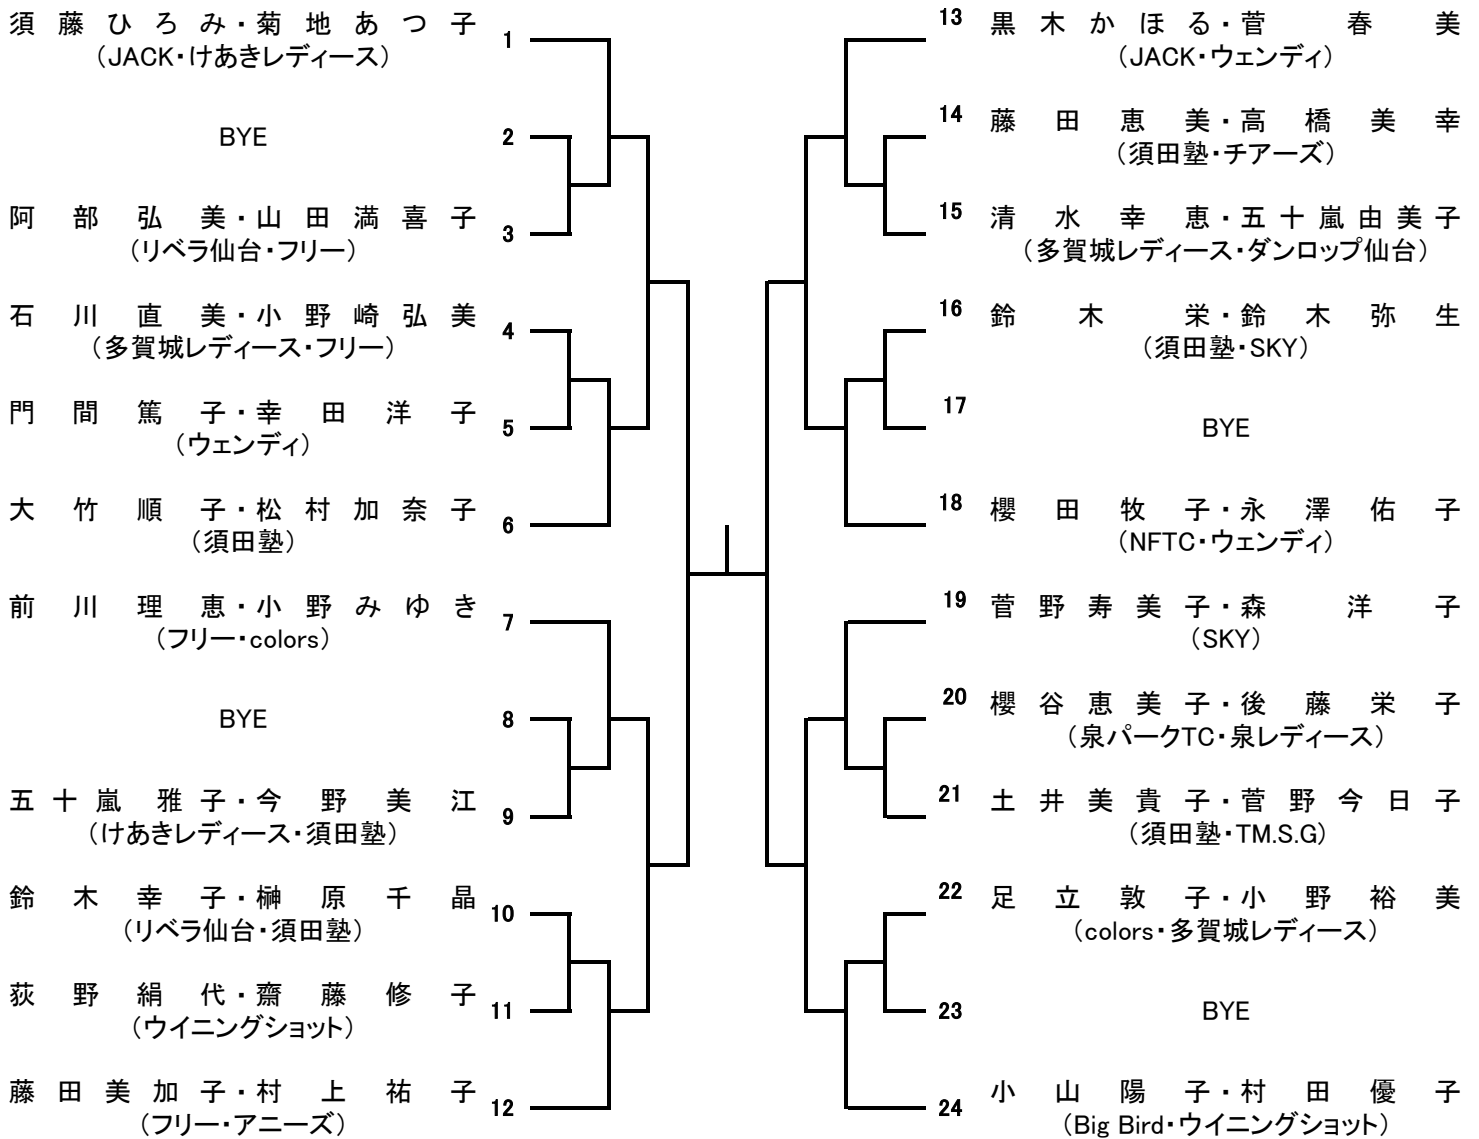 須藤ひろみ・菊地あつ子
(JACK・けあきレディース)
1
BYE
2
阿部弘美・山田満喜子
(リベラ仙台・フリー)
3
石川直美・小野崎弘美
(多賀城レディース・フリー)
4
門間篤子・幸田洋子
(ウェンディ)
5
大竹順子・松村加奈子
(須田塾)
6
前川理恵・小野みゆき
(フリー・colors)
7
BYE
8
五十嵐雅子・今野美江
(けあきレディース・須田塾)
9
鈴木幸子・榊原千晶
(リベラ仙台・須田塾)
10
荻野絹代・齋藤修子
(ウイニングショット)
11
藤田美加子・村上祐子
(フリー・アニーズ)
12
13
黒木かほる・菅春美
(JACK・ウェンディ)
14
藤田恵美・高橋美幸
(須田塾・チアーズ)
15
清水幸恵・五十嵐由美子
(多賀城レディース・ダンロップ仙台)
16
鈴木栄・鈴木弥生
(須田塾・SKY)
17
BYE
18
櫻田牧子・永澤佑子
(NFTC・ウェンディ)
19
菅野寿美子・森洋子
(SKY)
20
櫻谷恵美子・後藤栄子
(泉パークTC・泉レディース)
21
土井美貴子・菅野今日子
(須田塾・TM.S.G)
22
足立敦子・小野裕美
(colors・多賀城レディース)
23
BYE
24
小山陽子・村田優子
(Big Bird・ウイニングショット)